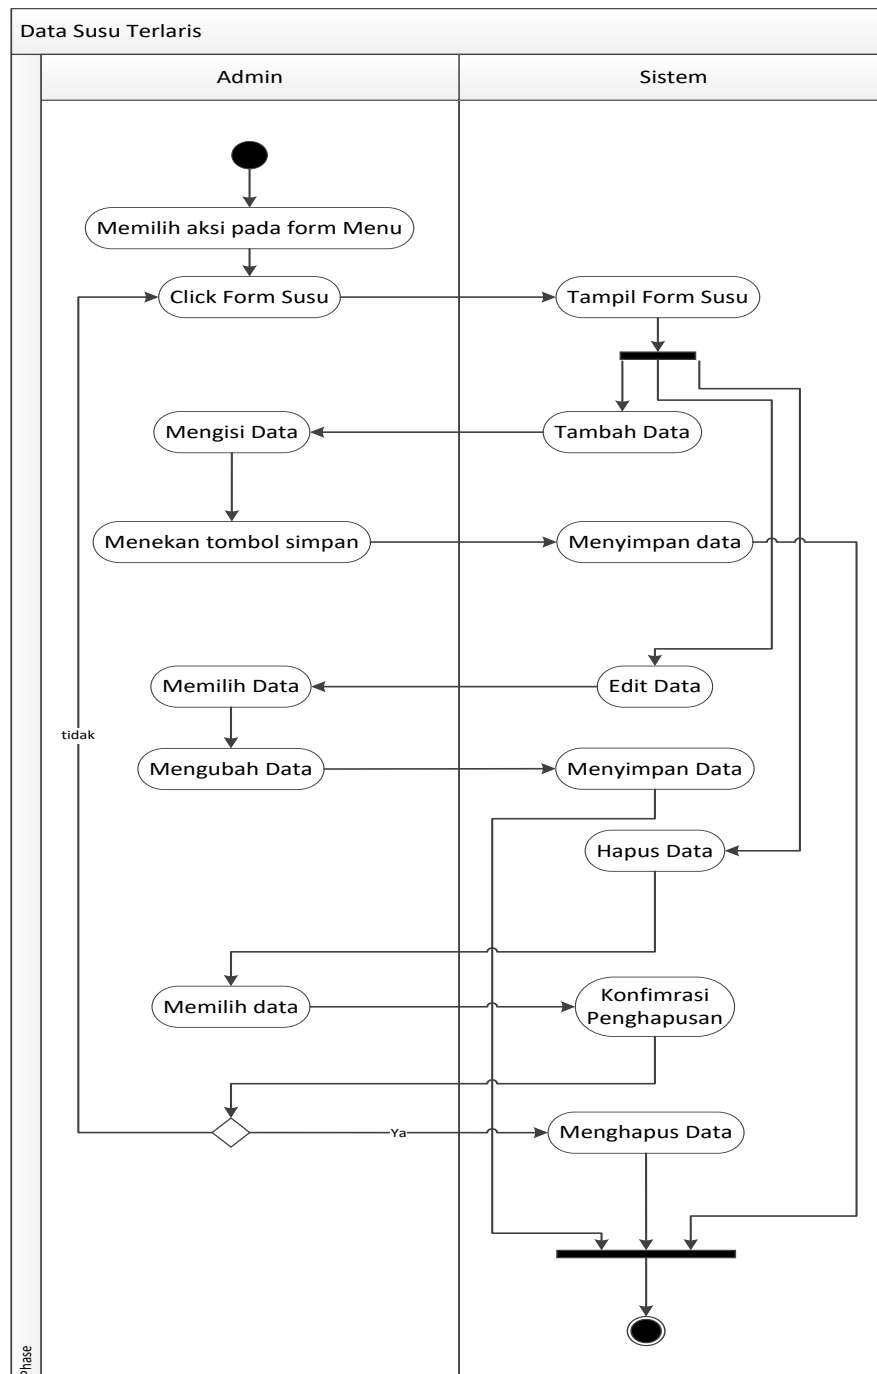 Data Susu Terlaris
Admin
Sistem
Memilih aksi pada form Menu
Click Form Susu
Tampil Form Susu
Mengisi Data
Tambah Data
Menekan tombol simpan
Menyimpan data
Memilih Data
Edit Data
tidak
Mengubah Data
Menyimpan Data
Hapus Data
Memilih data
Konfimrasi
Penghapusan
Ya
Menghapus Data
Phase